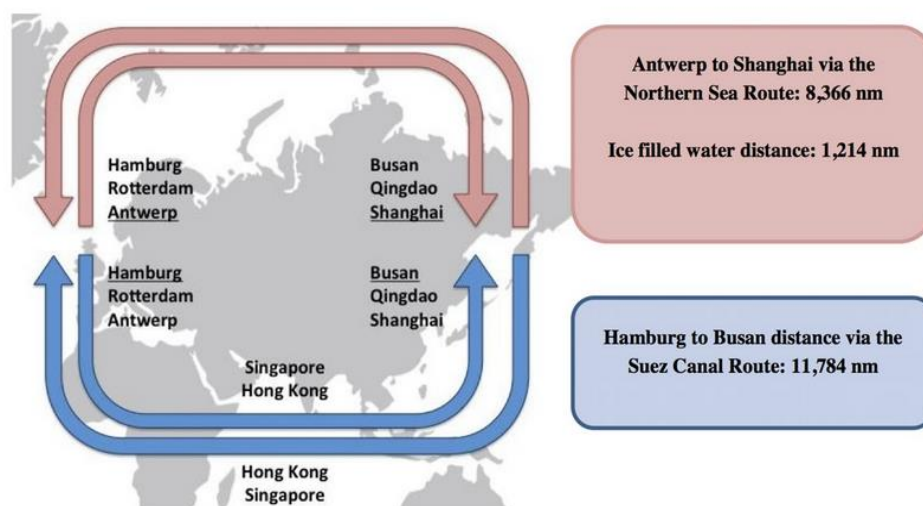 Antwerp to Shanghai via the
Northern Sea Route: 8,366 nm
Ice filled water distance: 1,214 nm
Hamburg
Rotterdam
Antwerp
Busan
Qingdao
Shanghai
Hamburg
Rotterdam
Antwerp
Busan
Qingdao
Shanghai
Hamburg to Busan distance via the
Suez Canal Route: 11,784 nm
Singapore
Hong Kong
Hong Kong
Singapore